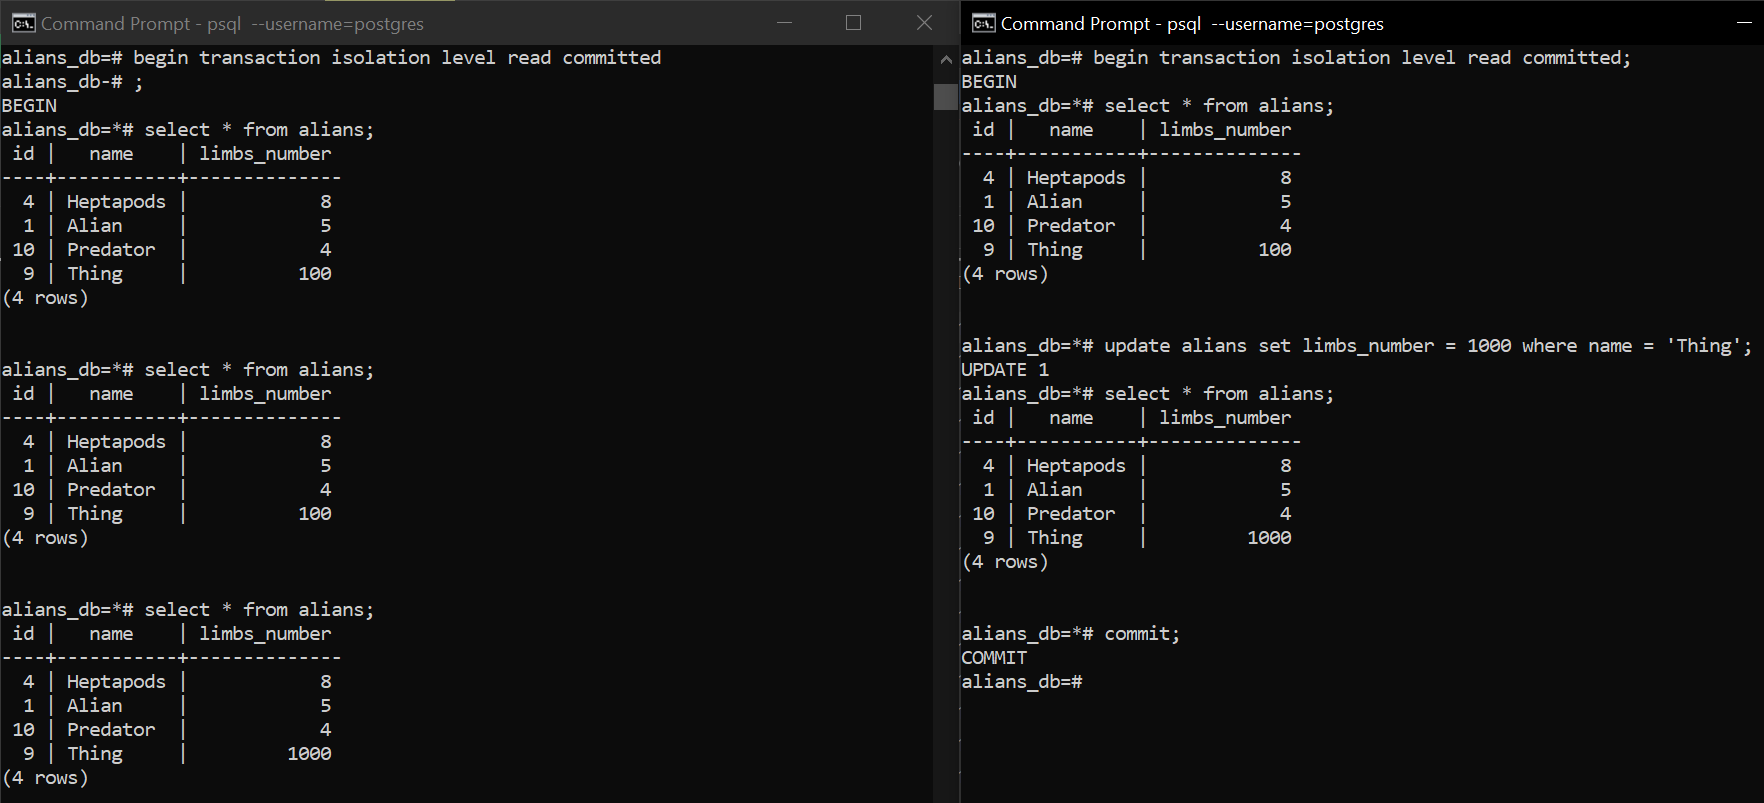 Command Prompt - psql  --username=postgres
alians_db=# begin transaction isolation level read committed
alians_db-# ;
BEGIN
alians_db=*# select * from alians;
 id |   name    | limbs_number
----+-----------+--------------
  4 | Heptapods |            8
  1 | Alian     |            5
 10 | Predator  |            4
  9 | Thing     |          100
(4 rows)
alians_db=*# select * from alians;
 id |   name    | limbs_number
----+-----------+--------------
  4 | Heptapods |            8
  1 | Alian     |            5
 10 | Predator  |            4
  9 | Thing     |          100
(4 rows)
alians_db=*# select * from alians;
 id |   name    | limbs_number
----+-----------+--------------
  4 | Heptapods |            8
  1 | Alian     |            5
 10 | Predator  |            4
  9 | Thing     |         1000
(4 rows)
Command Prompt - psql  --username=postgres
alians_db=# begin transaction isolation level read committed;
BEGIN
alians_db=*# select * from alians;
 id |   name    | limbs_number
----+-----------+--------------
  4 | Heptapods |            8
  1 | Alian     |            5
 10 | Predator  |            4
  9 | Thing     |          100
(4 rows)
alians_db=*# update alians set limbs_number = 1000 where name = 'Thing';
UPDATE 1
alians_db=*# select * from alians;
 id |   name    | limbs_number
----+-----------+--------------
  4 | Heptapods |            8
  1 | Alian     |            5
 10 | Predator  |            4
  9 | Thing     |         1000
(4 rows)
alians_db=*# commit;
COMMIT
alians_db=#